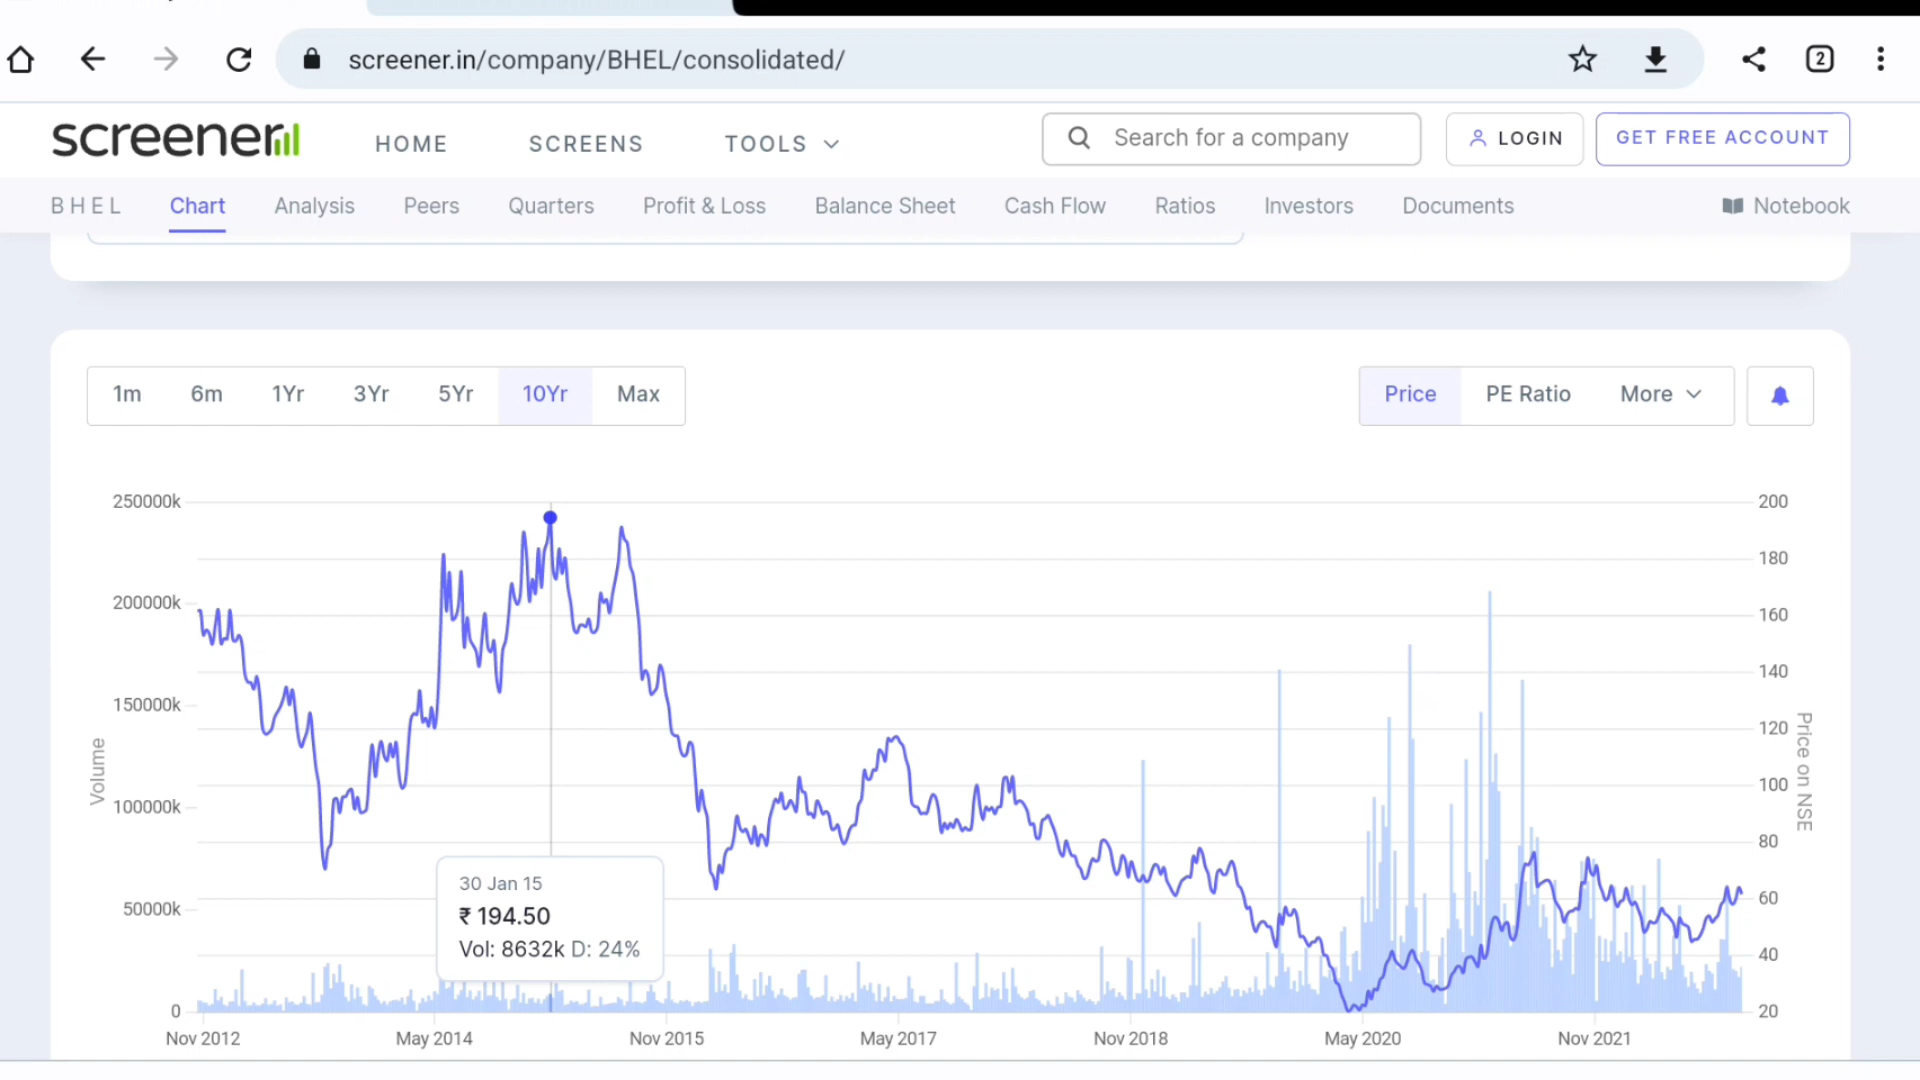 screener.in/company/BHEL/consolidated/
2
screener
HOME
SCREENS
TOOLS
Search for a company
LOGIN
GET FREE ACCOUNT
BHEL
Chart
Analysis
Peers
Quarters
Profit & Loss
Balance Sheet
Cash Flow
Ratios
Investors
Documents
Notebook
1m
6m
1Yr
3Yr
5Yr
10Yr
Max
Price
PE Ratio
More
250000k
200000k
150000k
100000k
50000k
0
Volume
200
180
160
140
120
100
80
60
40
20
Price on NSE
30 Jan 15
₹ 194.50
Vol: 8632k D: 24%
Nov 2012
May 2014
Nov 2015
May 2017
Nov 2018
May 2020
Nov 2021